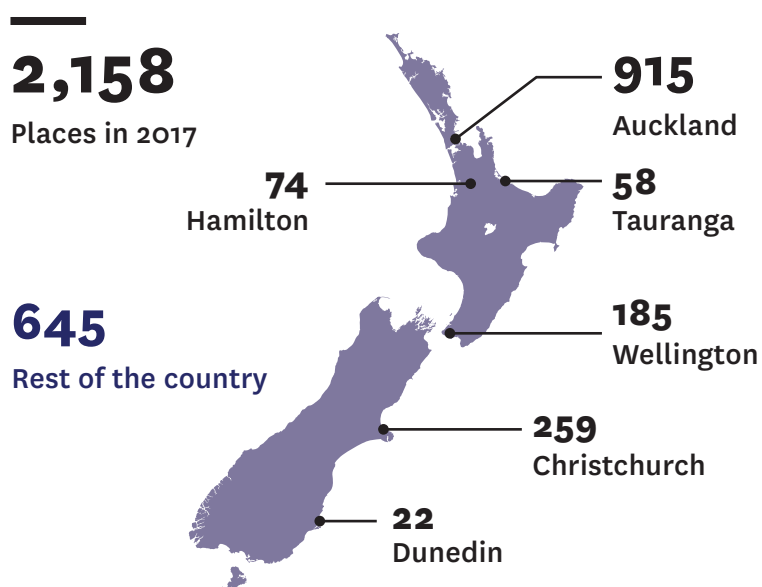 2,158
Places in 2017
915
Auckland
74
Hamilton
58
Tauranga
645
Rest of the country
185
Wellington
259
Christchurch
22
Dunedin